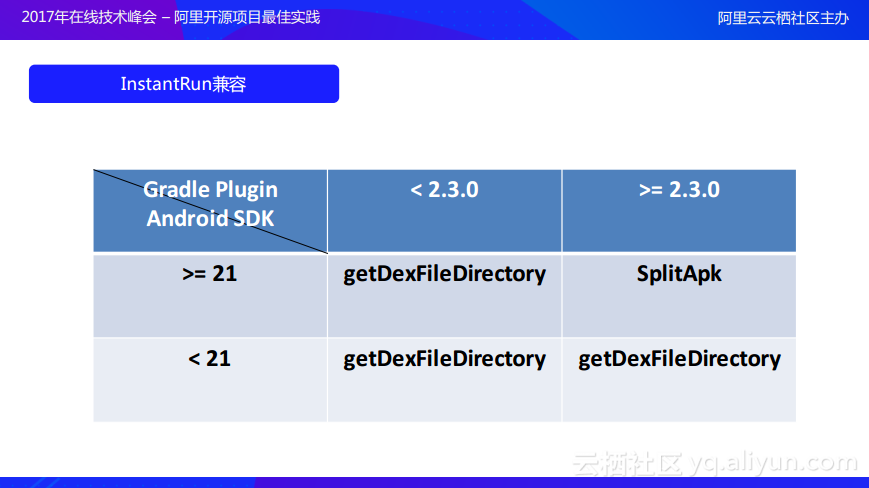 2017年在线技术峰会 – 阿里开源项目最佳实践
阿里云云栖社区主办
InstantRun兼容
Gradle Plugin
Android SDK
< 2.3.0
>= 2.3.0
>= 21
getDexFileDirectory
SplitApk
< 21
getDexFileDirectory
getDexFileDirectory
云栖社区 yq.aliyun.com